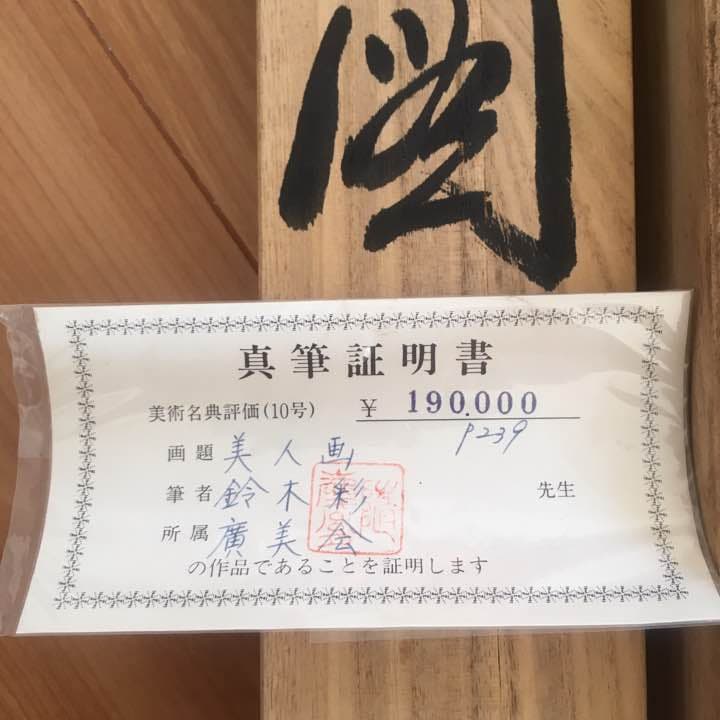 図
真筆証明書
美術名典評価(10号) ¥ 190.000
P239
画題 美人画
筆者 鈴木彩 先生
所属 廣美会
の作品であることを証明します